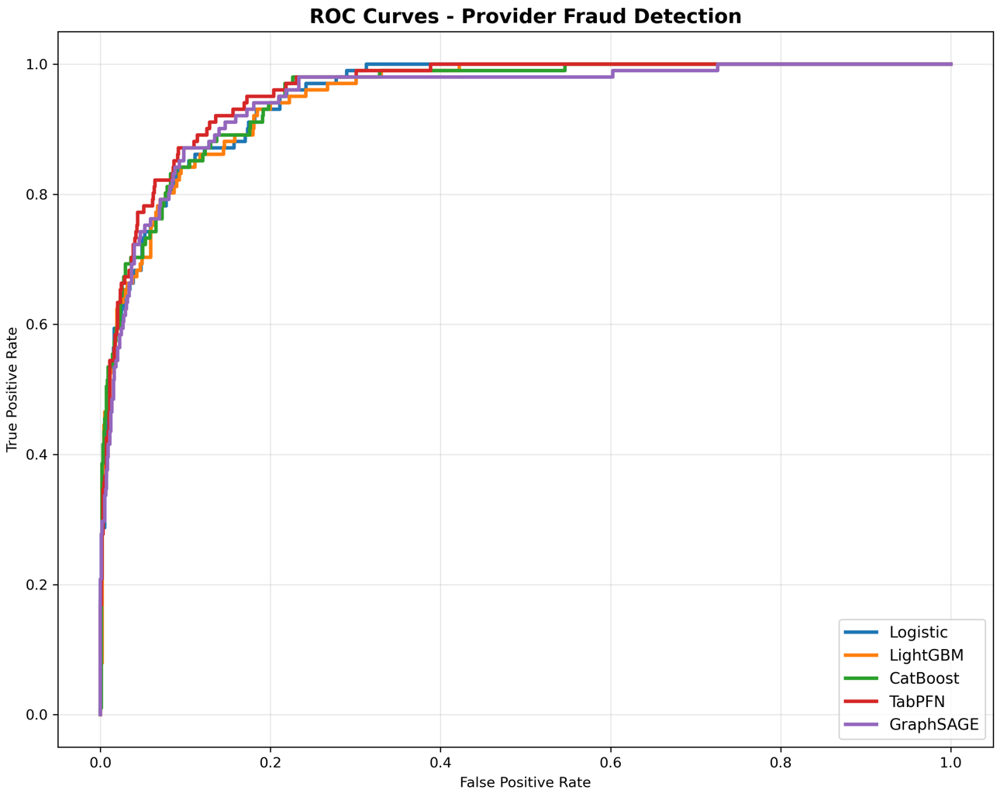 ROC Curves - Provider Fraud Detection
True Positive Rate
1.0
0.8
0.6
0.4
0.2
0.0
0.0 0.2 0.4 0.6 0.8 1.0
False Positive Rate
Logistic
LightGBM
CatBoost
TabPFN
GraphSAGE